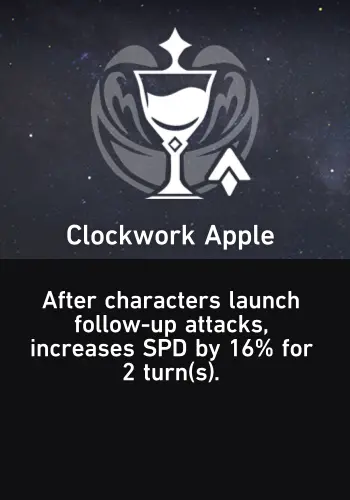 Clockwork Apple
After characters launch
follow-up attacks,
increases SPD by 16% for
2 turn(s).